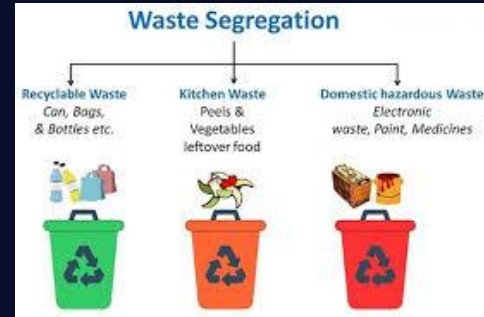 Waste Segregation
Recyclable Waste
Can, Bags,
& Bottles etc.
Kitchen Waste
Peels &
Vegetables
leftover food
Domestic hazardous Waste
Electronic
waste, Paint, Medicines